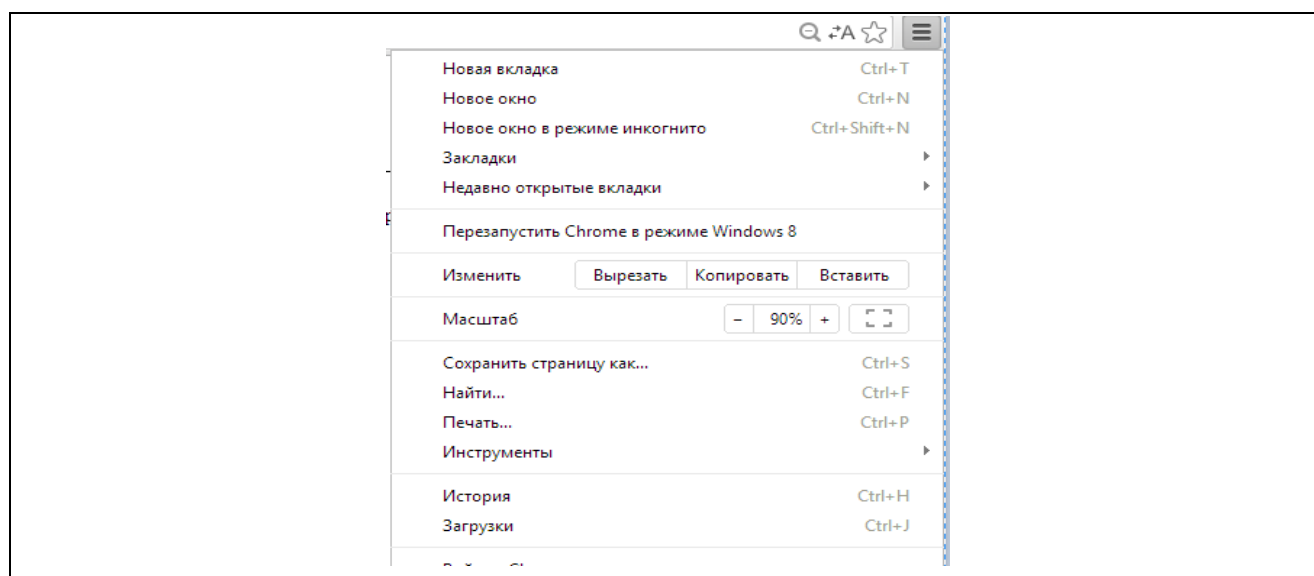 Новая вкладка Ctrl+T
Новое окно Ctrl+N
Новое окно в режиме инкогнито Ctrl+Shift+N
Закладки
Недавно открытые вкладки
Перезапустить Chrome в режиме Windows 8
Изменить Вырезать Копировать Вставить
Масштаб - 90% +
Сохранить страницу как... Ctrl+S
Найти... Ctrl+F
Печать... Ctrl+P
Инструменты
История Ctrl+H
Загрузки Ctrl+J